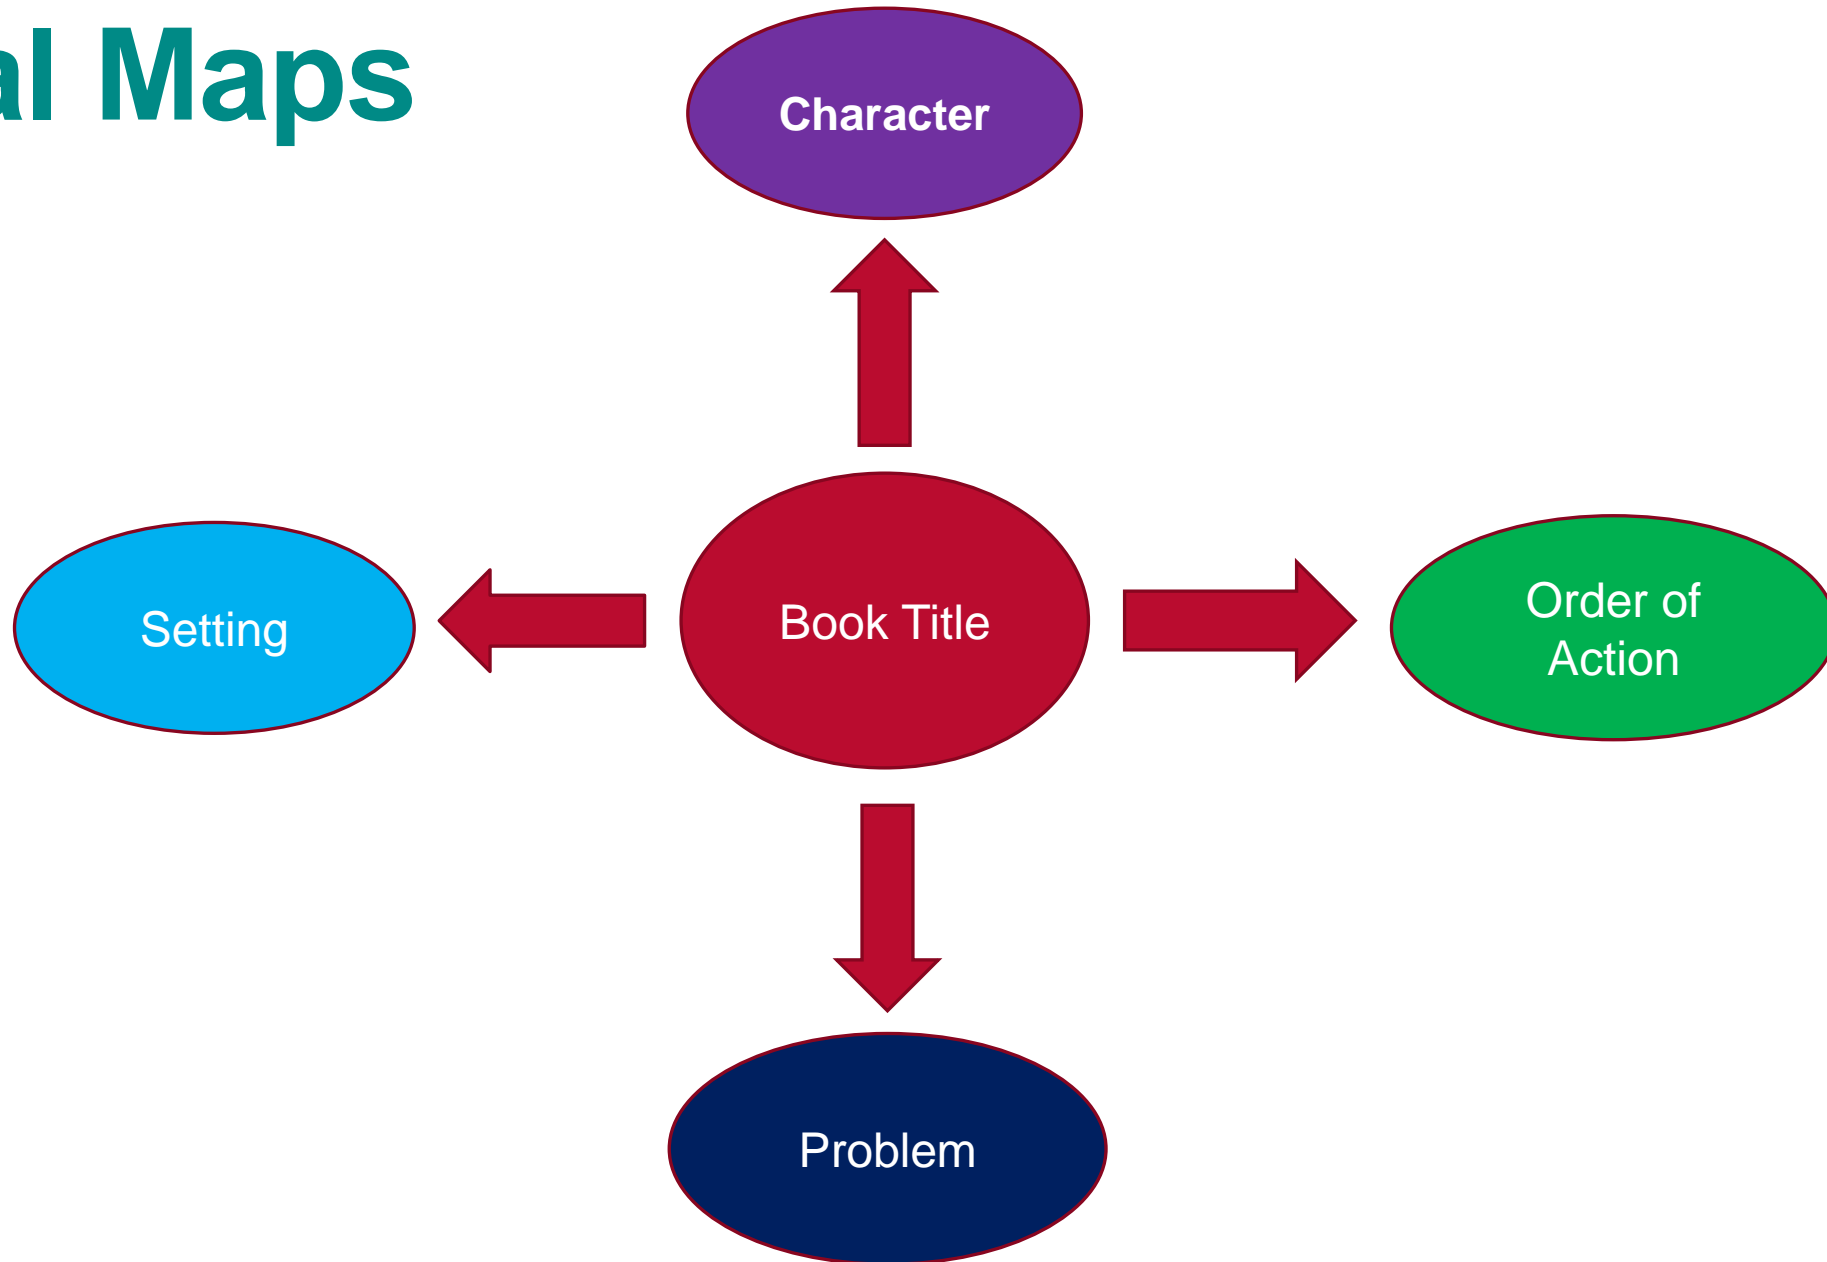 al Maps
Character
Setting
Book Title
Order of
Action
Problem